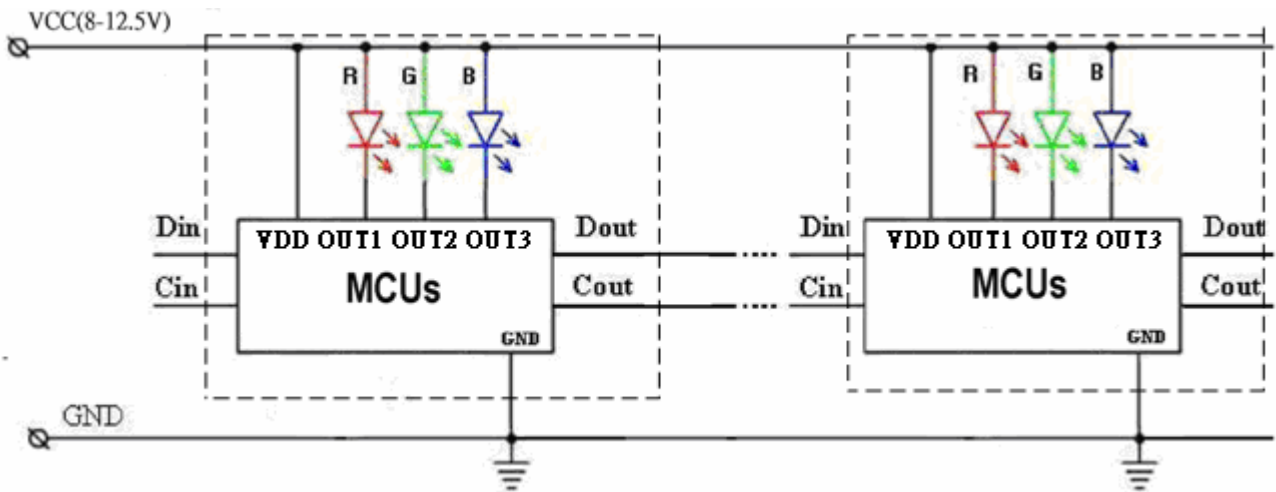 VCC(8-12.5V)
R G B
R G B
Din VDD OUT1 OUT2 OUT3 Dout
Cin MCUs Cout
GND
Din VDD OUT1 OUT2 OUT3 Dout
Cin MCUs Cout
GND
GND